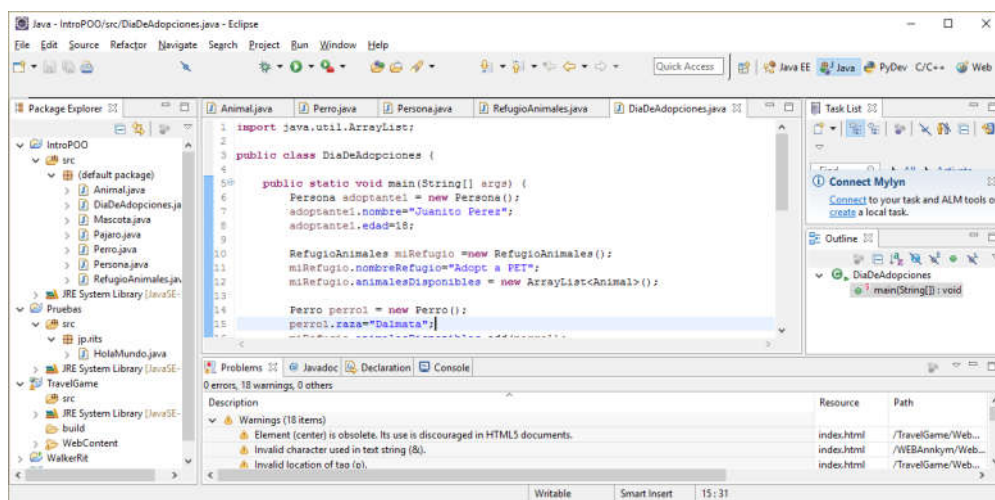 Java - IntroPOO/src/DiaDeAdopciones.java - Eclipse
File Edit Source Refactor Navigate Search Project Run Window Help
Quick Access Java EE Java PyDev C/C++ Web
Package Explorer
IntroPOO
src
(default package)
Animal.java
DiaDeAdopciones.ja
Mascota.java
Pajaro.java
Perro.java
Persona.java
RefugioAnimales.jav
JRE System Library [JavaSE-
Pruebas
src
jp.rits
HolaMundo.java
JRE System Library [JavaSE-
TravelGame
src
JRE System Library [JavaSE-
build
WebContent
WalkerRit
Animal.java Perro.java Persona.java RefugioAnimales.java DiaDeAdopciones.java
1 import java.util.ArrayList;
2
3 public class DiaDeAdopciones {
4
5 public static void main(String[] args) {
6 Persona adoptante1 = new Persona();
7 adoptante1.nombre="Juanito Perez";
8 adoptante1.edad=18;
9
10 RefugioAnimales miRefugio =new RefugioAnimales();
11 miRefugio.nombreRefugio="Adopt a PET";
12 miRefugio.animalesDisponibles = new ArrayList<Animal>();
13
14 Perro perro1 = new Perro();
15 perro1.raza="Dalmata";
Task List
Find All Activate
Connect Mylyn
Connect to your task and ALM tools o
create a local task.
Outline
DiaDeAdopciones
main(String[]) : void
Problems Javadoc Declaration Console
0 errors, 18 warnings, 0 others
Description Resource Path
Warnings (18 items)
Element (center) is obsolete. Its use is discouraged in HTML5 documents. index.html /TravelGame/Web...
Invalid character used in text string (&). index.html /WEBAnnkym/Web...
Invalid location of tag (p). index.html /TravelGame/Web...
Writable Smart Insert 15 : 31